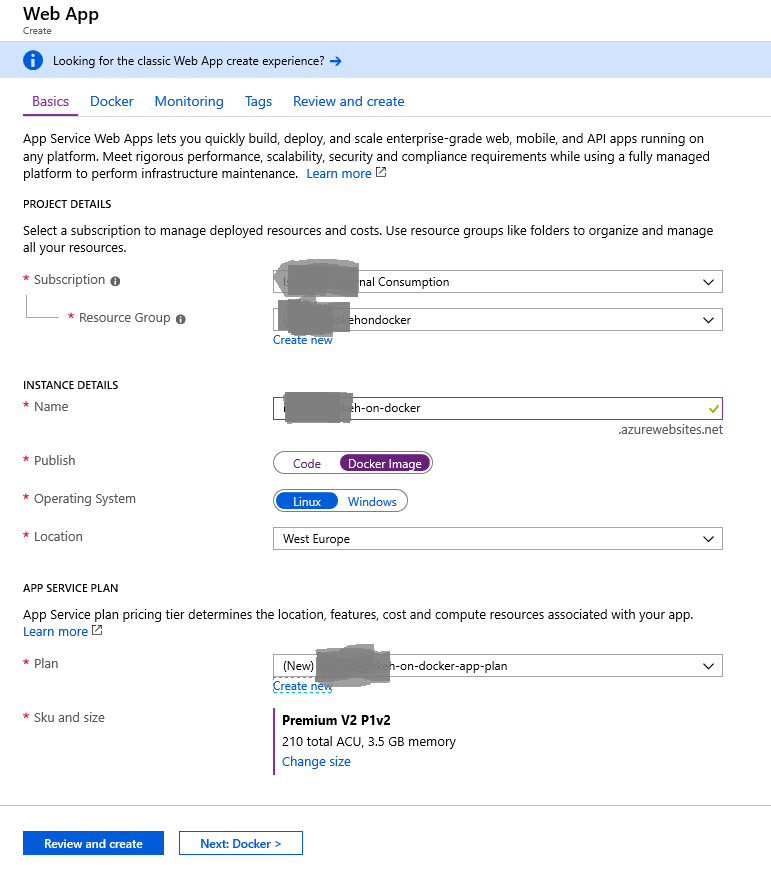 Web App
Create
Looking for the classic Web App create experience? →
Basics Docker Monitoring Tags Review and create
App Service Web Apps lets you quickly build, deploy, and scale enterprise-grade web, mobile, and API apps running on
any platform. Meet rigorous performance, scalability, security and compliance requirements while using a fully managed
platform to perform infrastructure maintenance. Learn more
PROJECT DETAILS
Select a subscription to manage deployed resources and costs. Use resource groups like folders to organize and manage
all your resources.
* Subscription
nal Consumption
* Resource Group
okehondocker
Create new
INSTANCE DETAILS
* Name
keh-on-docker
.azurewebsites.net
* Publish
Code Docker Image
* Operating System
Linux Windows
* Location
West Europe
APP SERVICE PLAN
App Service plan pricing tier determines the location, features, cost and compute resources associated with your app.
Learn more
* Plan
(New) okeh-on-docker-app-plan
Create new
* Sku and size
Premium V2 P1v2
210 total ACU, 3.5 GB memory
Change size
Review and create
Next: Docker >